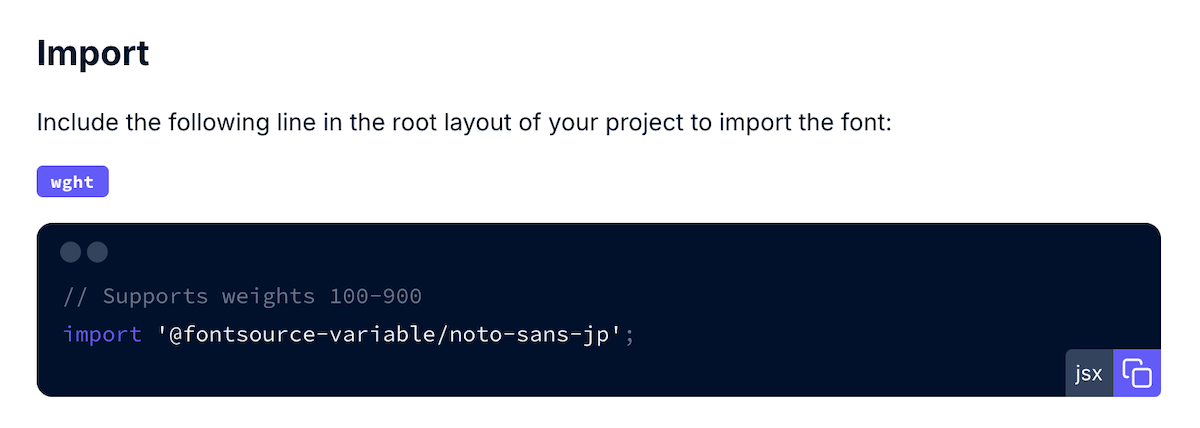 Import
Include the following line in the root layout of your project to import the font:
wght
// Supports weights 100-900
import '@fontsource-variable/noto-sans-jp';
jsx